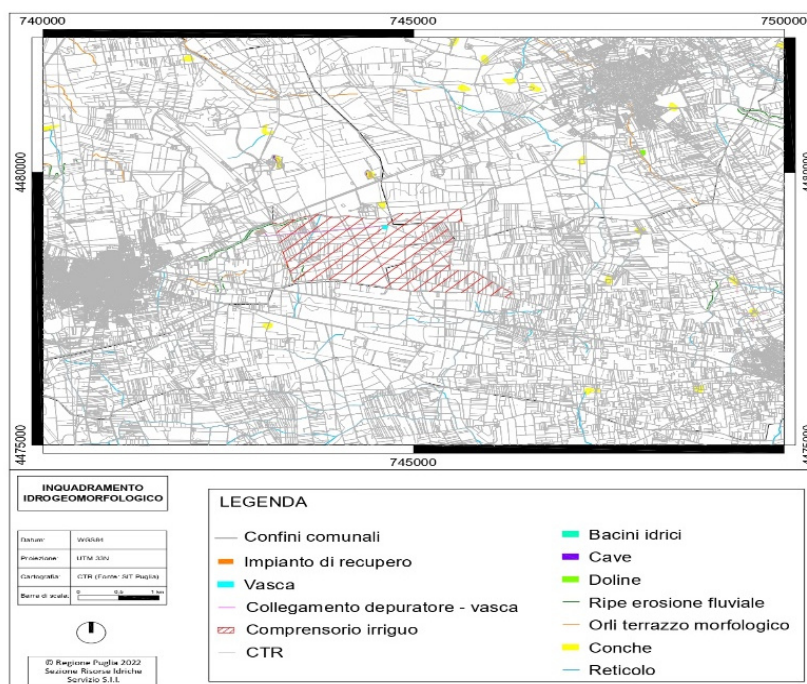 740000
745000
750000
4480000
4480000
4475000
4475000
745000
INQUADRAMENTO
IDROGEOMORFOLOGICO
Datum: WGS84
Proiezione: UTM 33N
Cartografia: CTR (Fonte: SIT Puglia)
Barra di scala: 0 0,5 1 km
© Regione Puglia 2022
Sezione Risorse Idriche
Servizio S.I.I.
LEGENDA
Confini comunali
Impianto di recupero
Vasca
Collegamento depuratore - vasca
Comprensorio irriguo
CTR
Bacini idrici
Cave
Doline
Ripe erosione fluviale
Orli terrazzo morfologico
Conche
Reticolo